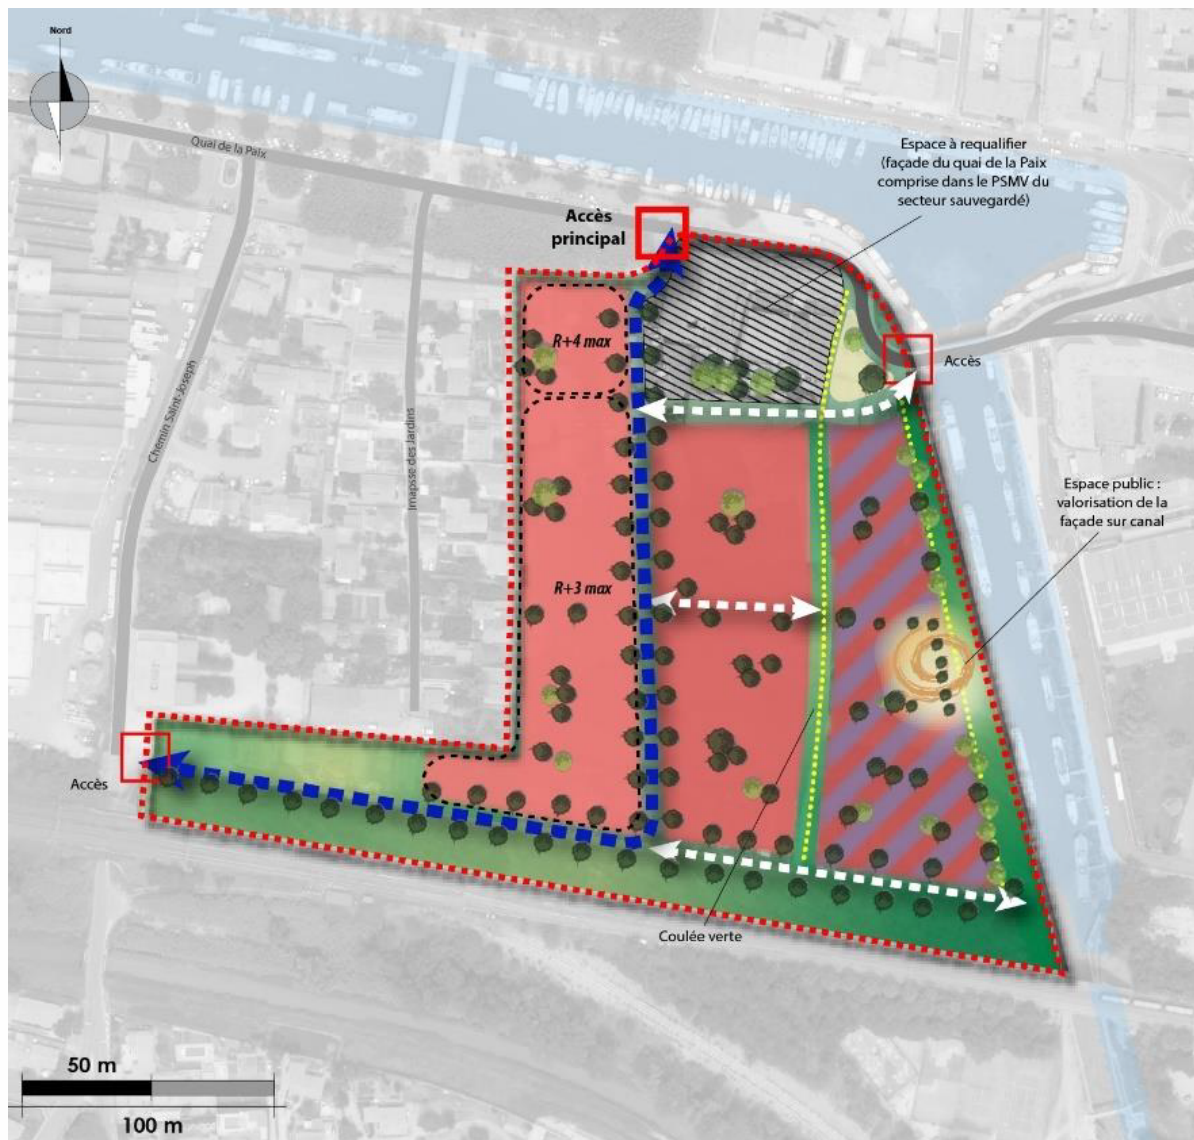 Nord
Quai de la Paix
Espace à requalifier
(façade du quai de la Paix
comprise dans le PSMV du
secteur sauvegardé)
Accès
principal
R+4 max
Accès
Chemin Saint-Joseph
Imapsse des Jardins
Espace public :
valorisation de la
façade sur canal
R+3 max
Accès
Coulée verte
50 m
100 m